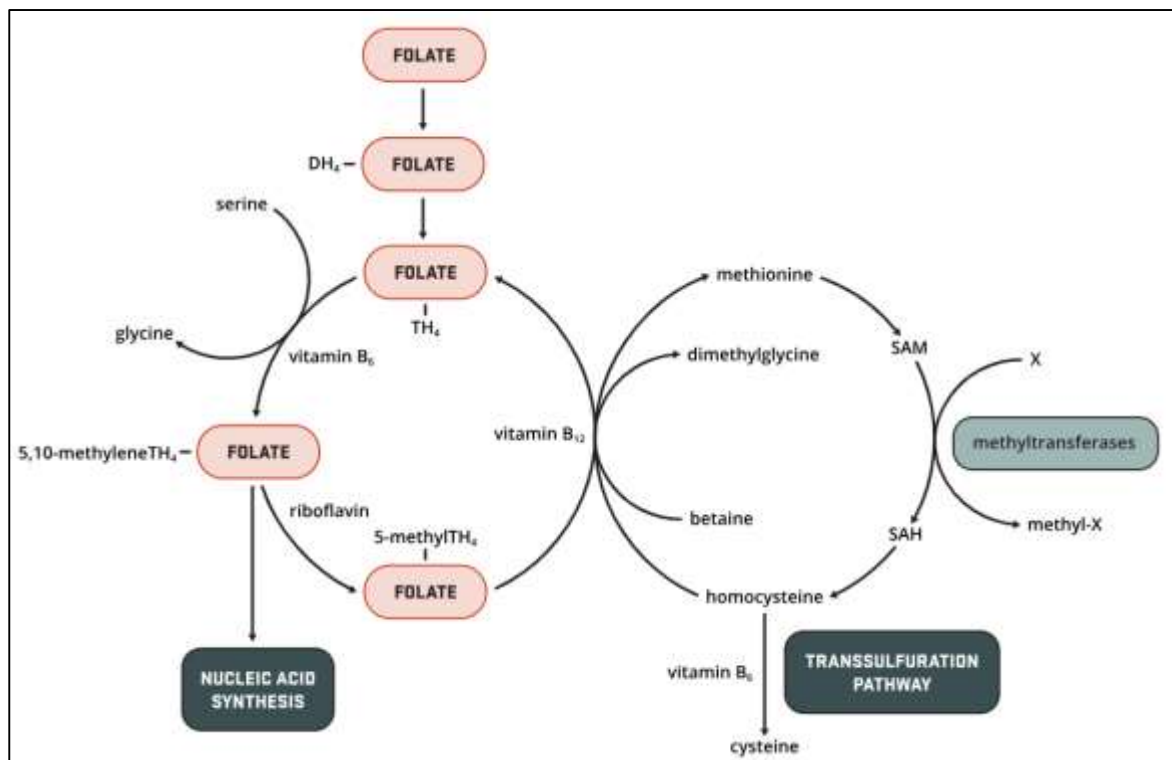 FOLATE
DH₄
FOLATE
serine
FOLATE
TH₄
glycine
vitamin B₆
methionine
dimethylglycine
SAM
X
vitamin B₁₂
methyltransferases
5,10-methyleneTH₄
FOLATE
riboflavin
5-methylTH₄
FOLATE
betaine
SAH
methyl-X
homocysteine
NUCLEIC ACID
SYNTHESIS
vitamin B₆
TRANSSULFURATION
PATHWAY
cysteine